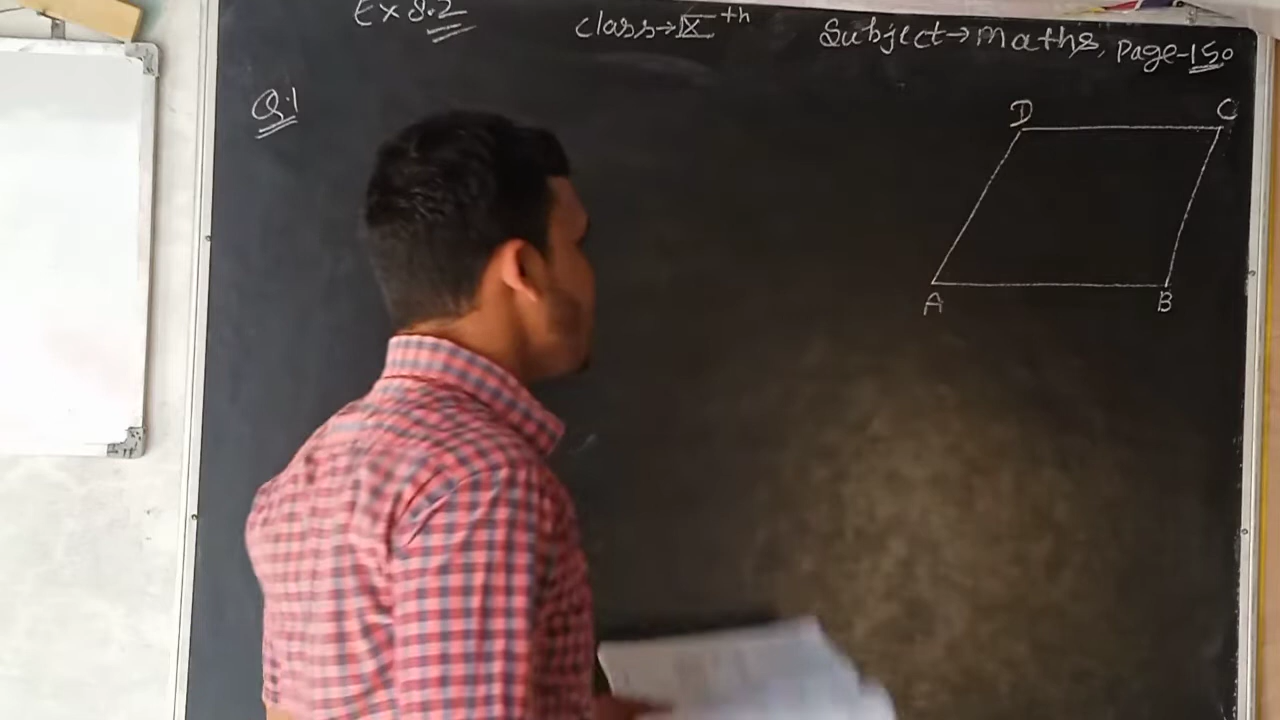 Ex 8.2 Class→IX th Subject→maths, Page-150
Q.1
D C
A B